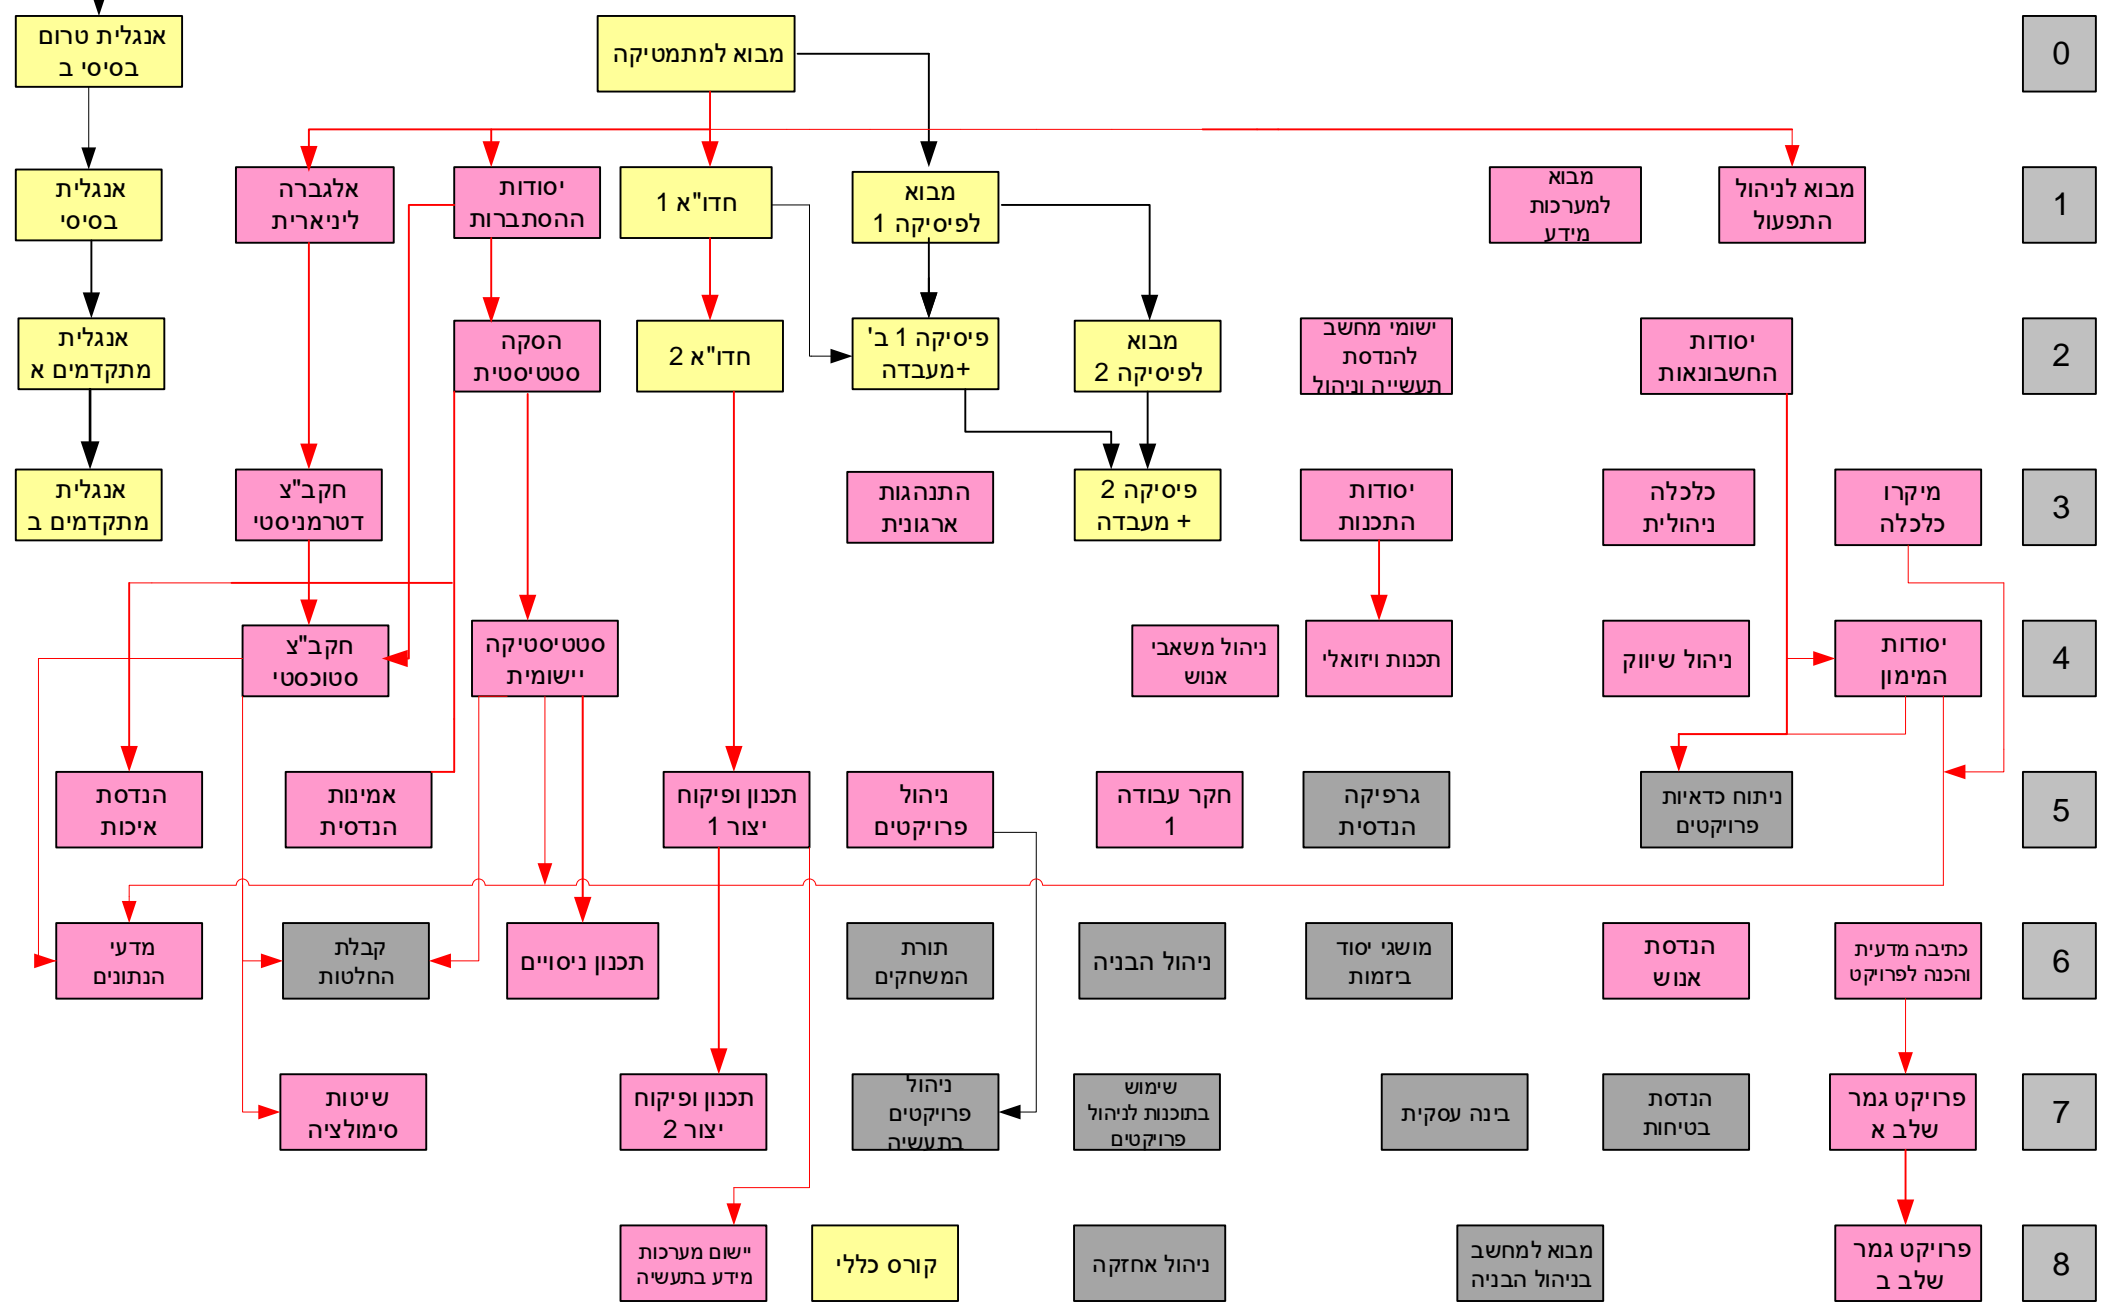 0
מבוא למתמטיקה
אנגלית טרום
בסיסי ב
1
מבוא לניהול
התפעול
מבוא
למערכות
מידע
מבוא
לפיסיקה 1
חדו"א 1
יסודות
ההסתברות
אלגברה
ליניארית
אנגלית
בסיסי
2
יסודות
החשבונאות
ישומי מחשב
להנדסת
תעשייה וניהול
מבוא
לפיסיקה 2
פיסיקה 1 ב'
+מעבדה
חדו"א 2
הסקה
סטטיסטית
אנגלית
מתקדמים א
3
מיקרו
כלכלה
כלכלה
ניהולית
יסודות
התכנות
פיסיקה 2
+ מעבדה
התנהגות
ארגונית
חקב"צ
דטרמניסטי
אנגלית
מתקדמים ב
4
יסודות
המימון
ניהול שיווק
תכנות ויזואלי
ניהול משאבי
אנוש
סטטיסטיקה
יישומית
חקב"צ
סטוכסטי
5
ניתוח כדאיות
פרויקטים
גרפיקה
הנדסית
חקר עבודה
1
ניהול
פרויקטים
תכנון ופיקוח
יצור 1
אמינות
הנדסית
הנדסת
איכות
6
כתיבה מדעית
והכנה לפרויקט
הנדסת
אנוש
מושגי יסוד
ביזמות
ניהול הבניה
תורת
המשחקים
תכנון ניסויים
קבלת
החלטות
מדעי
הנתונים
7
פרויקט גמר
שלב א
הנדסת
בטיחות
בינה עסקית
שימוש
בתוכנות לניהול
פרויקטים
ניהול
פרויקטים
בתעשיה
תכנון ופיקוח
יצור 2
שיטות
סימולציה
8
פרויקט גמר
שלב ב
מבוא למחשב
בניהול הבניה
ניהול אחזקה
קורס כללי
יישום מערכות
מידע בתעשיה